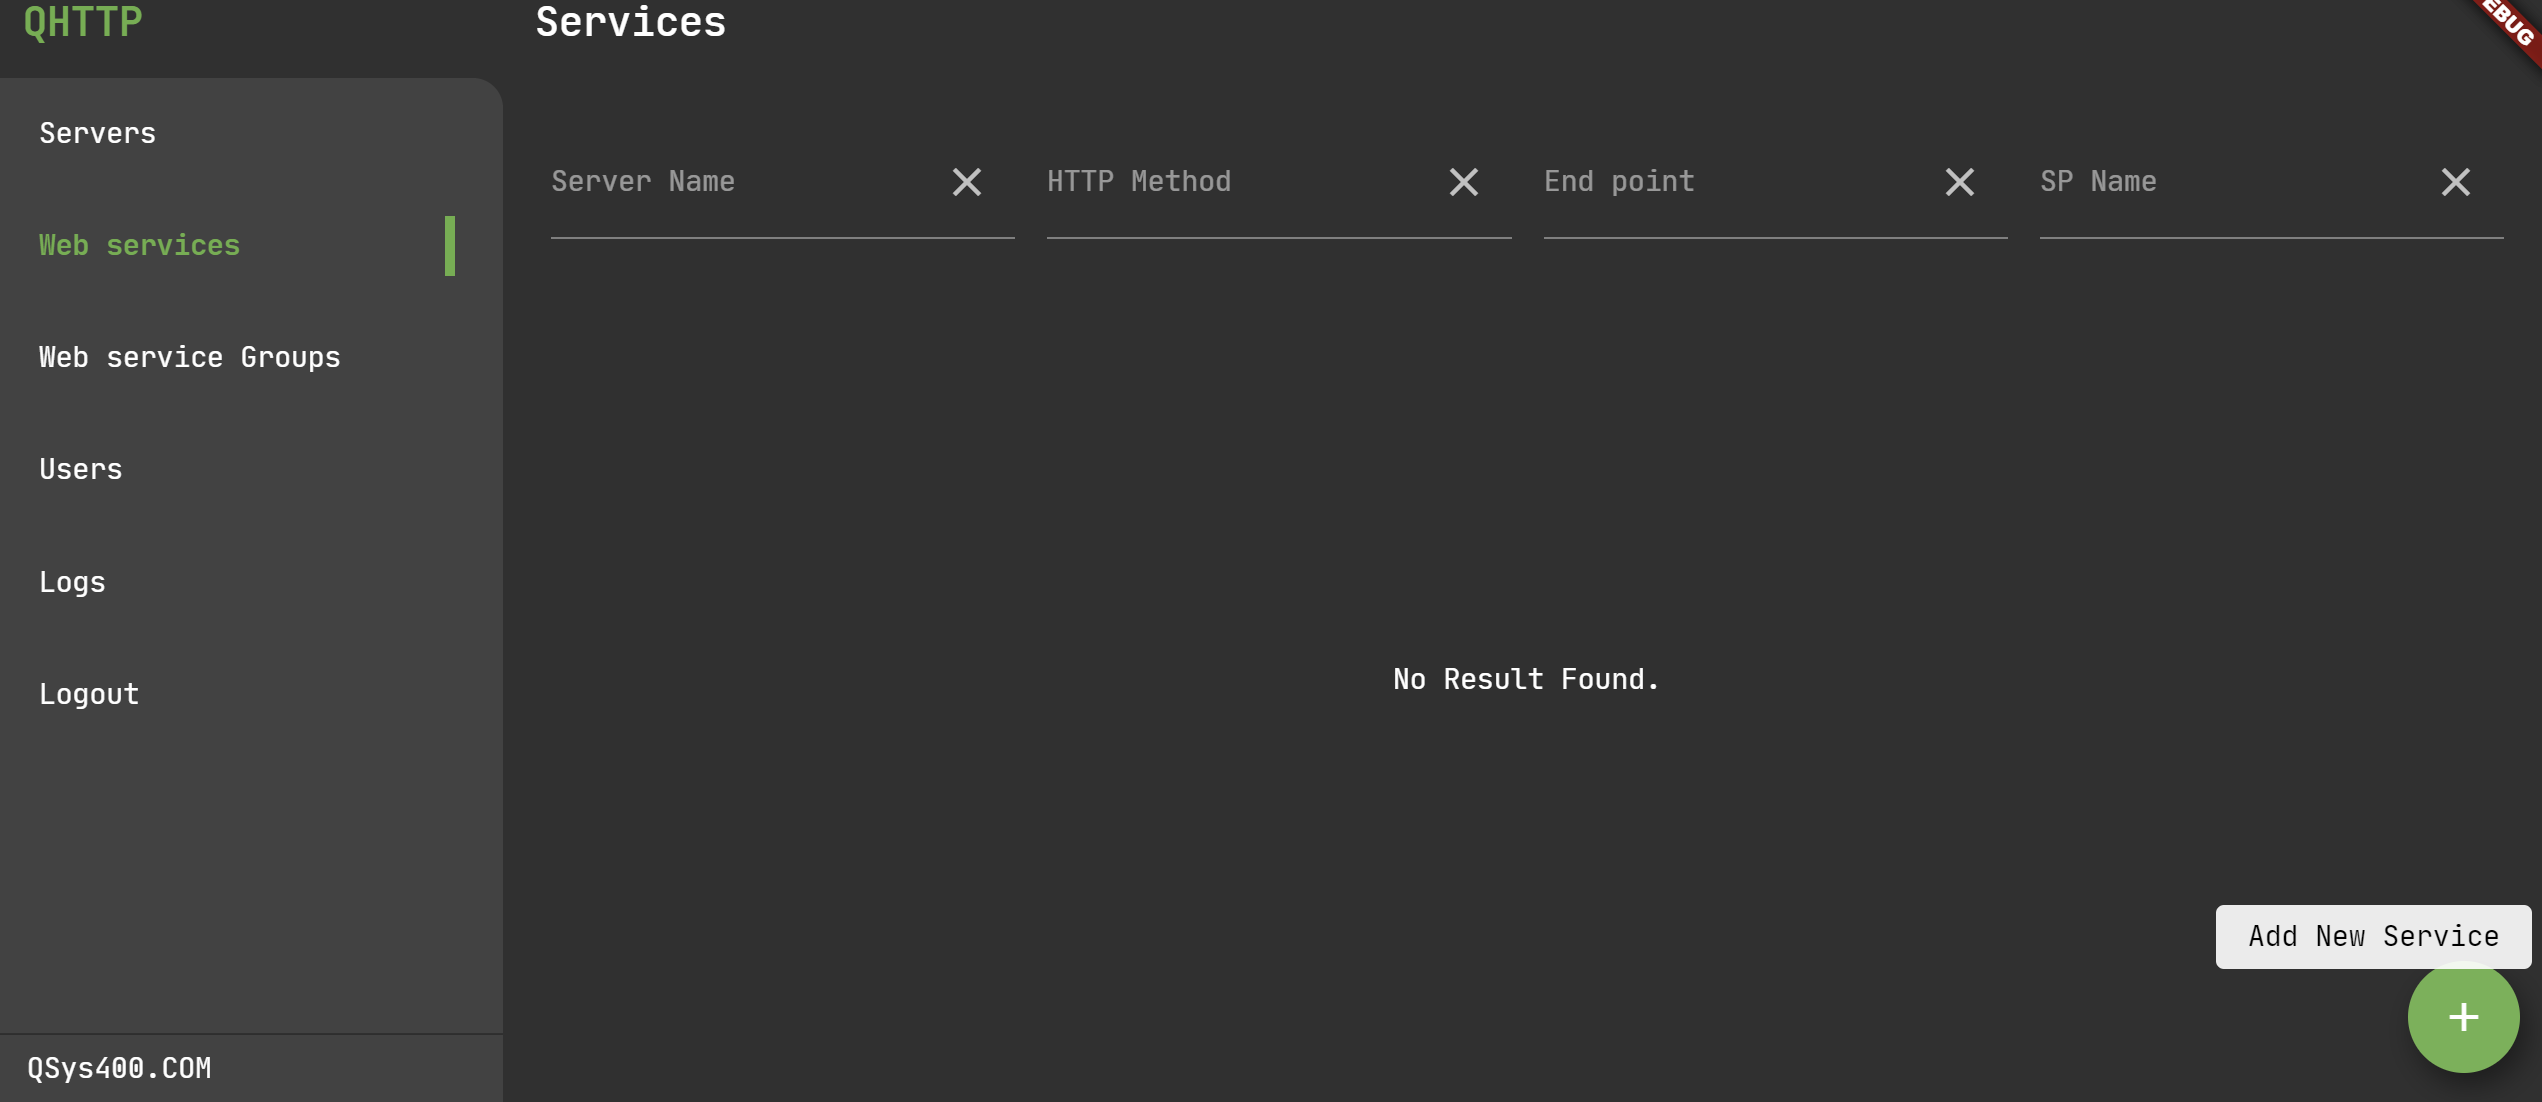 QHTTP
Services
EBUG
Servers
Web services
Web service Groups
Users
Logs
Logout
QSys400.COM
Server Name
HTTP Method
End point
SP Name
No Result Found.
Add New Service